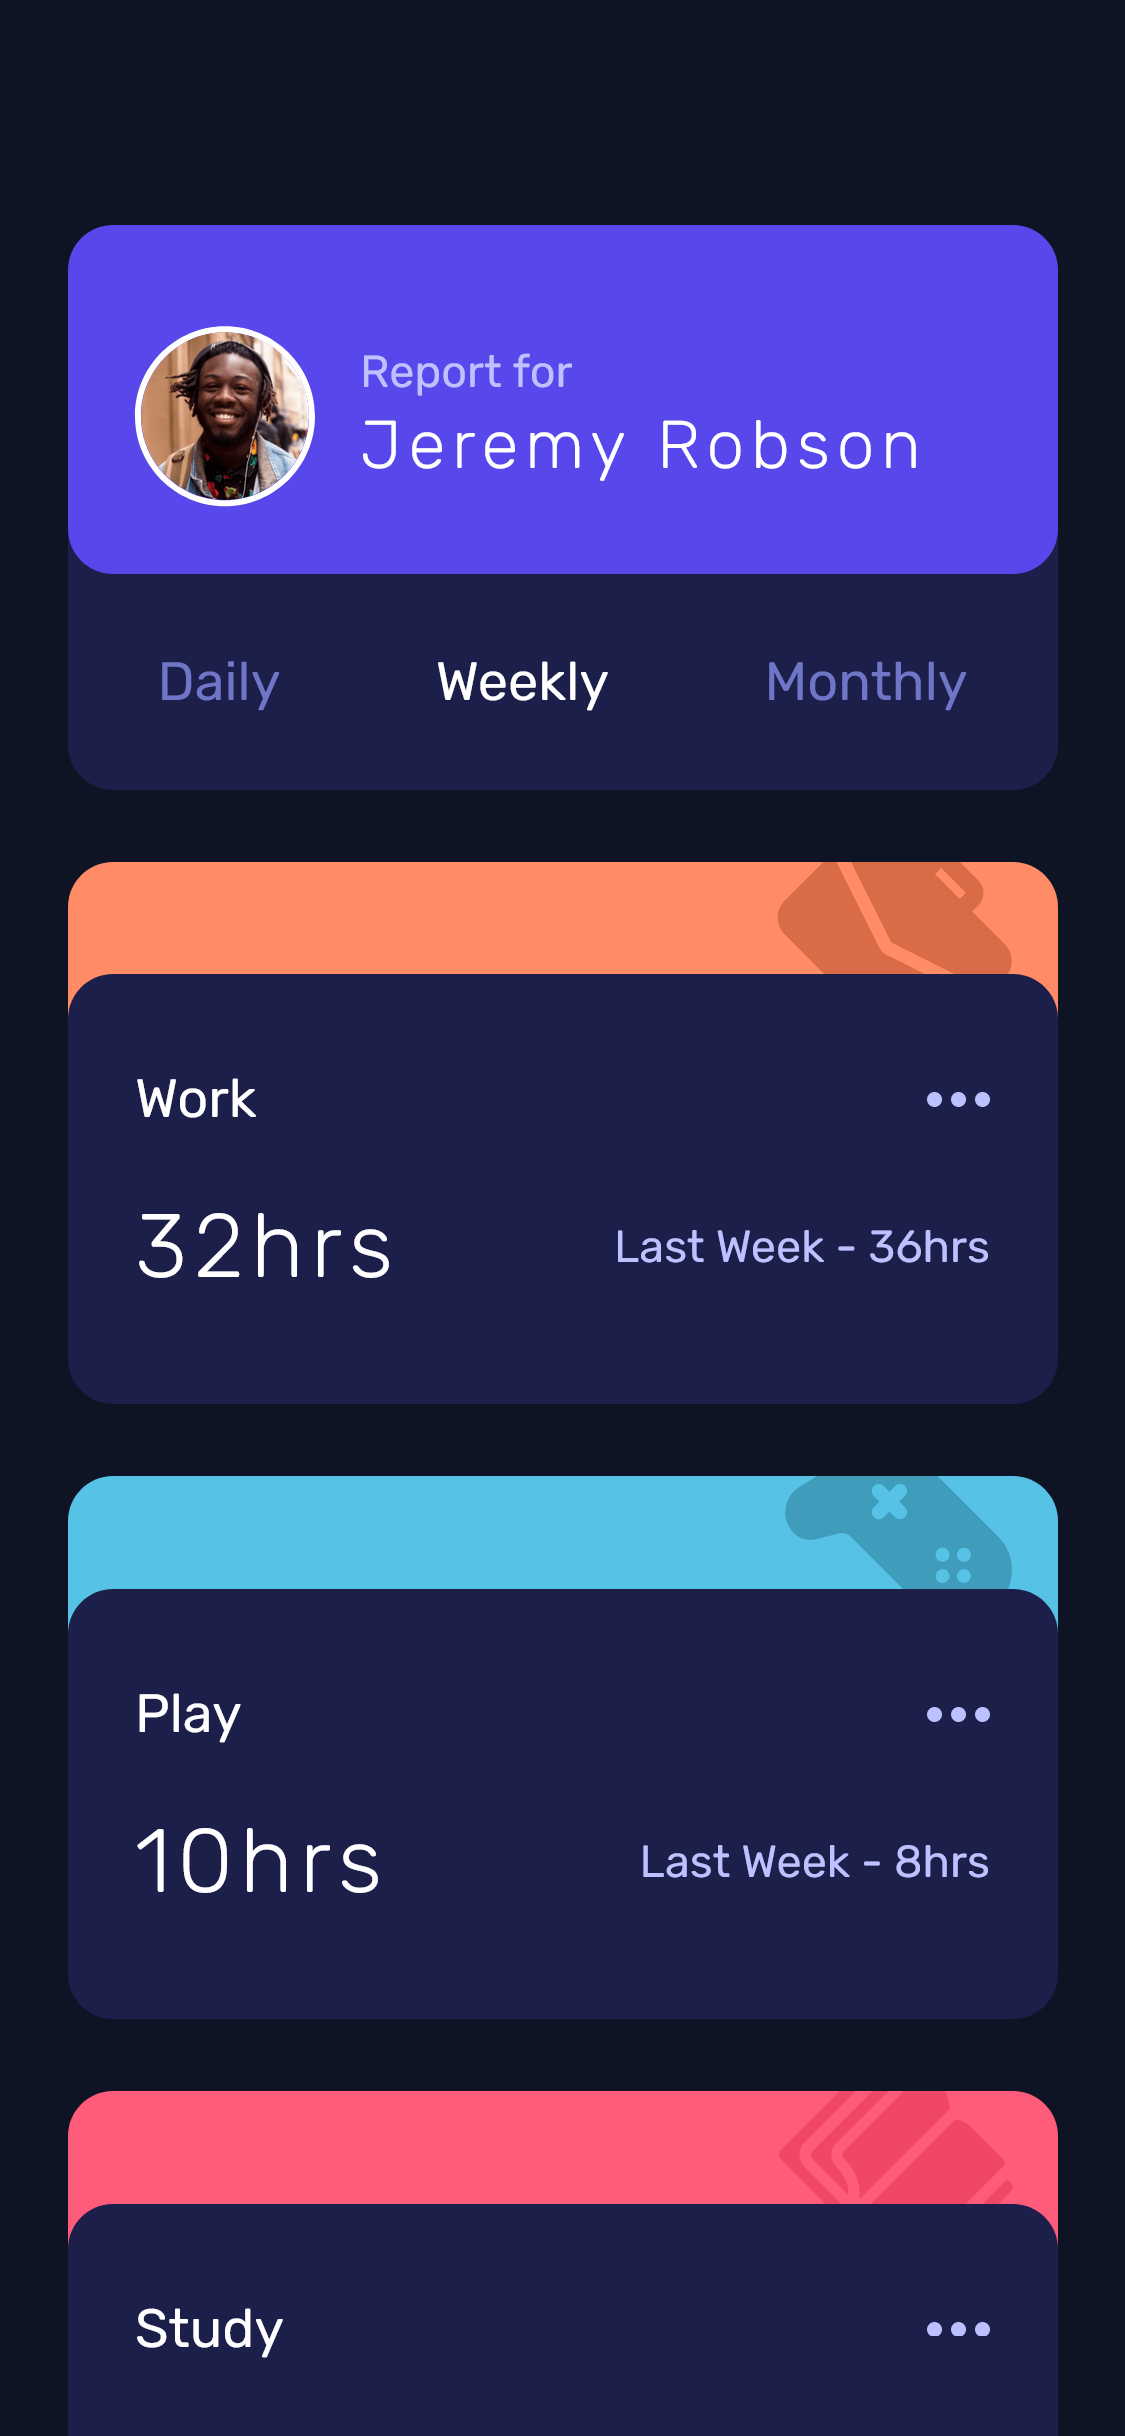 Report for
Jeremy Robson
Daily Weekly Monthly
Work
32hrs Last Week - 36hrs
Play
10hrs Last Week - 8hrs
Study